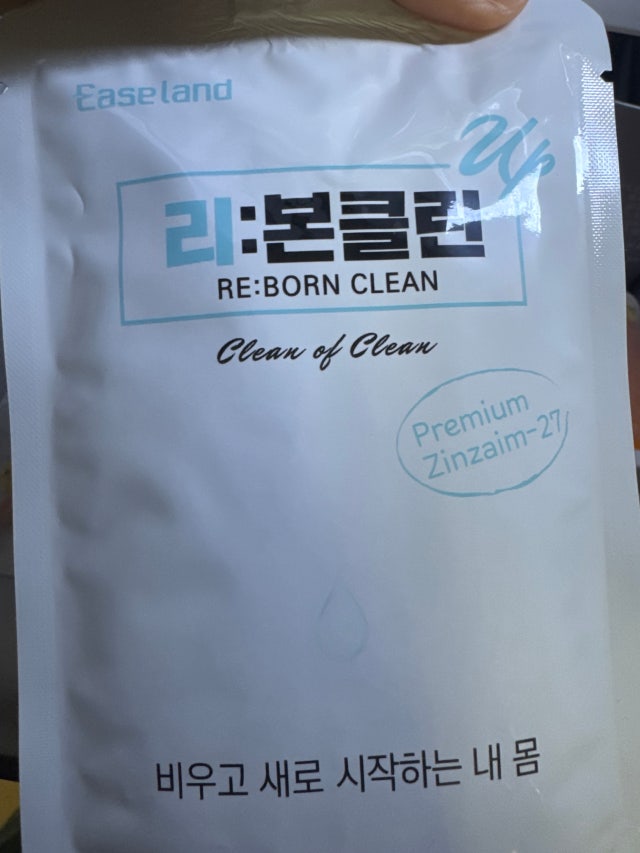 Easeland
Up
리:본클린
RE:BORN CLEAN
Clean of Clean
Premium
Zinzaim-27
비우고 새로 시작하는 내 몸